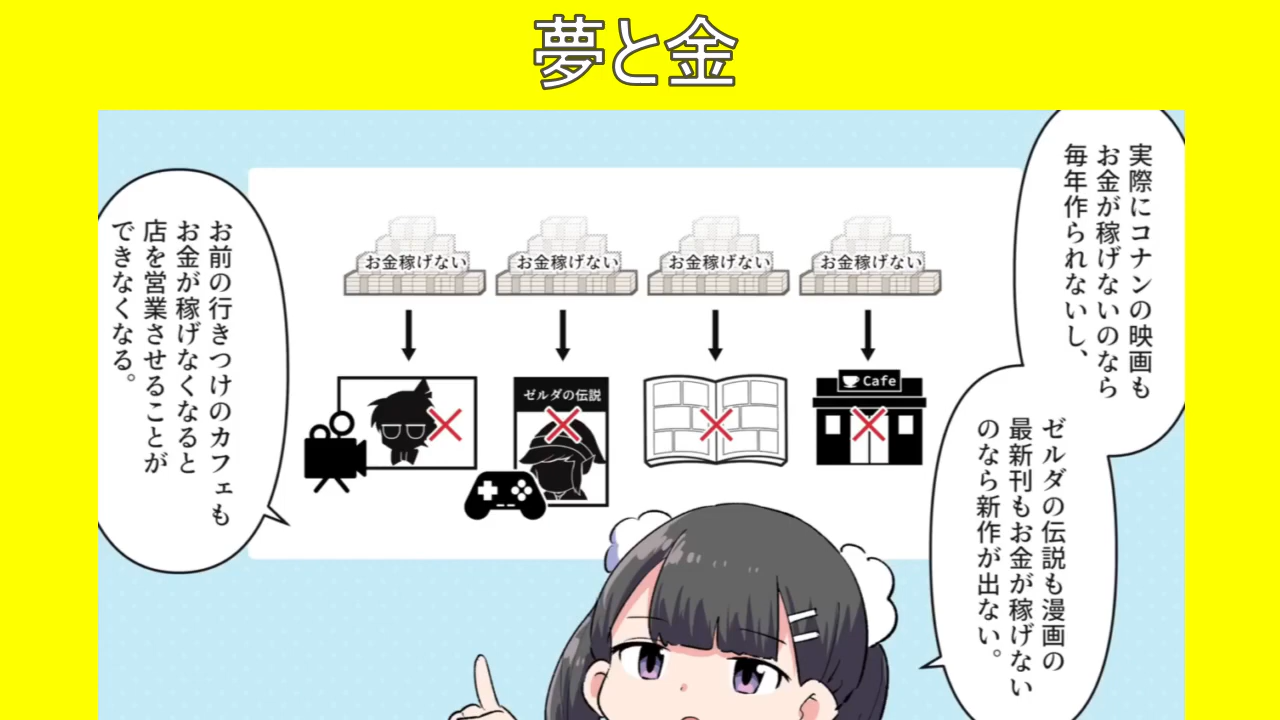 夢と金
実際にコナンの映画も
お金が稼げないのなら
毎年作られないし、
ゼルダの伝説も漫画の
最新刊もお金が稼げない
のなら新作が出ない。
お金稼げない
お金稼げない
お金稼げない
お金稼げない
ゼルダの伝説
Cafe
お前の行きつけのカフェも
お金が稼げなくなると
店を営業させることが
できなくなる。